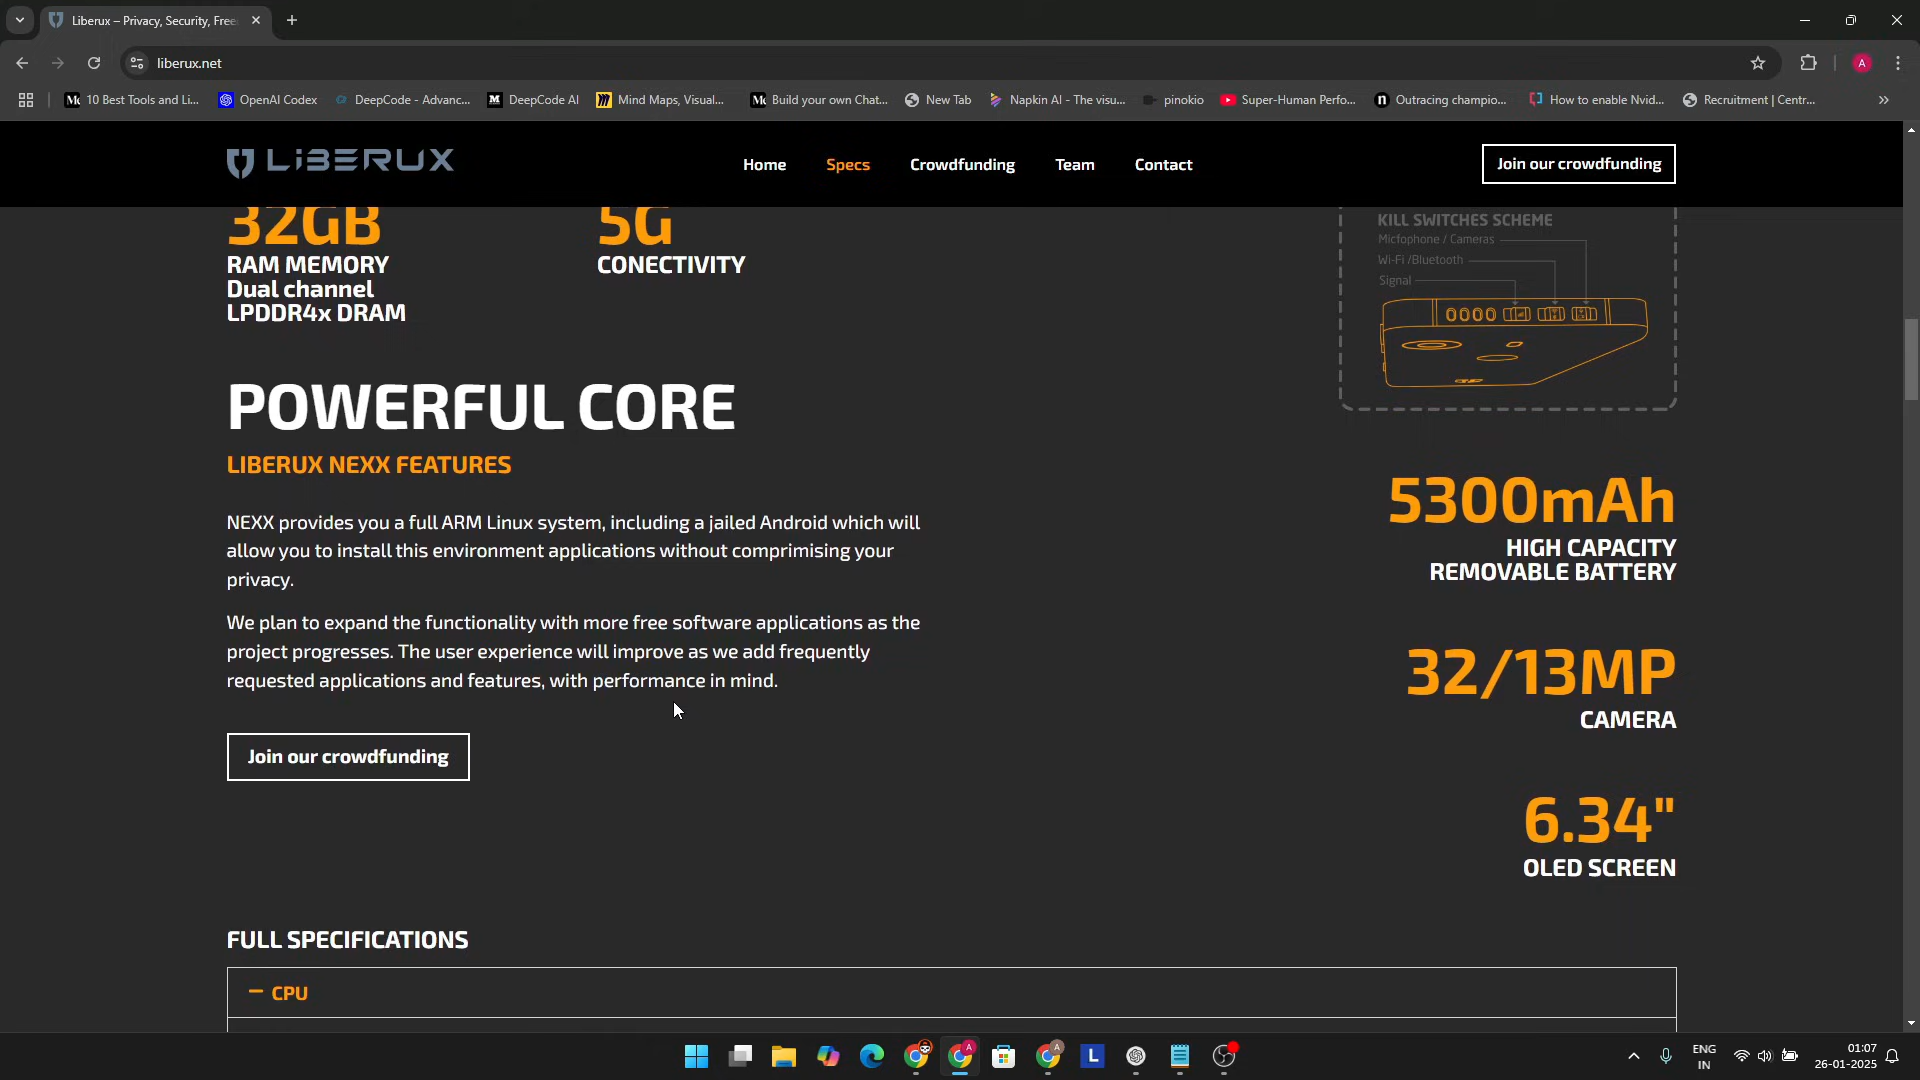 Liberux – Privacy, Security, Free
liberux.net
10 Best Tools and Li...
OpenAI Codex
DeepCode - Advanc...
DeepCode AI
Mind Maps, Visual...
Build your own Chat...
New Tab
Napkin AI - The visu...
pinokio
Super-Human Perfo...
Outracing champio...
How to enable Nvid...
Recruitment | Centr...
A
LIBERUX
Home
Specs
Crowdfunding
Team
Contact
Join our crowdfunding
32GB
RAM MEMORY
Dual channel
LPDDR4x DRAM
5G
CONECTIVITY
KILL SWITCHES SCHEME
Micfophone / Cameras
Wi-Fi /Bluetooth
Signal
POWERFUL CORE
LIBERUX NEXX FEATURES
NEXX provides you a full ARM Linux system, including a jailed Android which will
allow you to install this environment applications without comprimising your
privacy.
We plan to expand the functionality with more free software applications as the
project progresses. The user experience will improve as we add frequently
requested applications and features, with performance in mind.
Join our crowdfunding
5300mAh
HIGH CAPACITY
REMOVABLE BATTERY
32/13MP
CAMERA
6.34"
OLED SCREEN
FULL SPECIFICATIONS
CPU
ENG
IN
01:07
26-01-2025